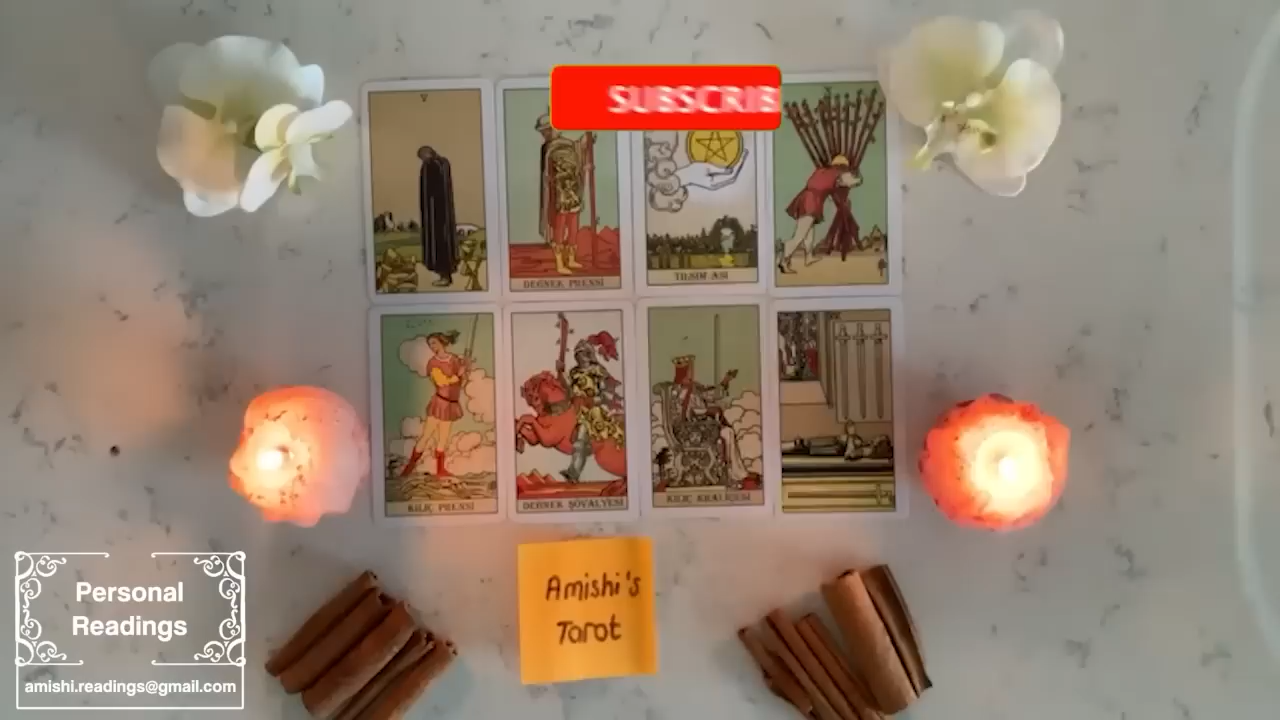 SUBSCRIB
V
DEĞNEK PRENSİ
TILSIM ASI
KILIÇ PRENSİ
DEĞNEK ŞÖVALYESİ
KILIÇ KRALİÇESİ
Amishi's
Tarot
Personal
Readings
amishi.readings@gmail.com